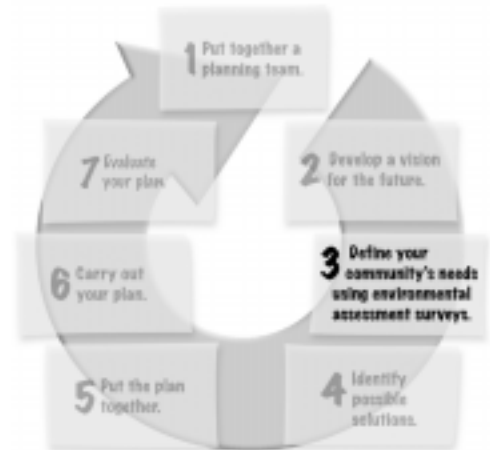 1 Put together a
planning team.
2 Develop a vision
for the future.
3 Define your
community's needs
using environmental
assessment surveys.
4 Identify
possible
solutions.
5 Put the plan
together.
6 Carry out
your plan.
7 Evaluate
your plan.